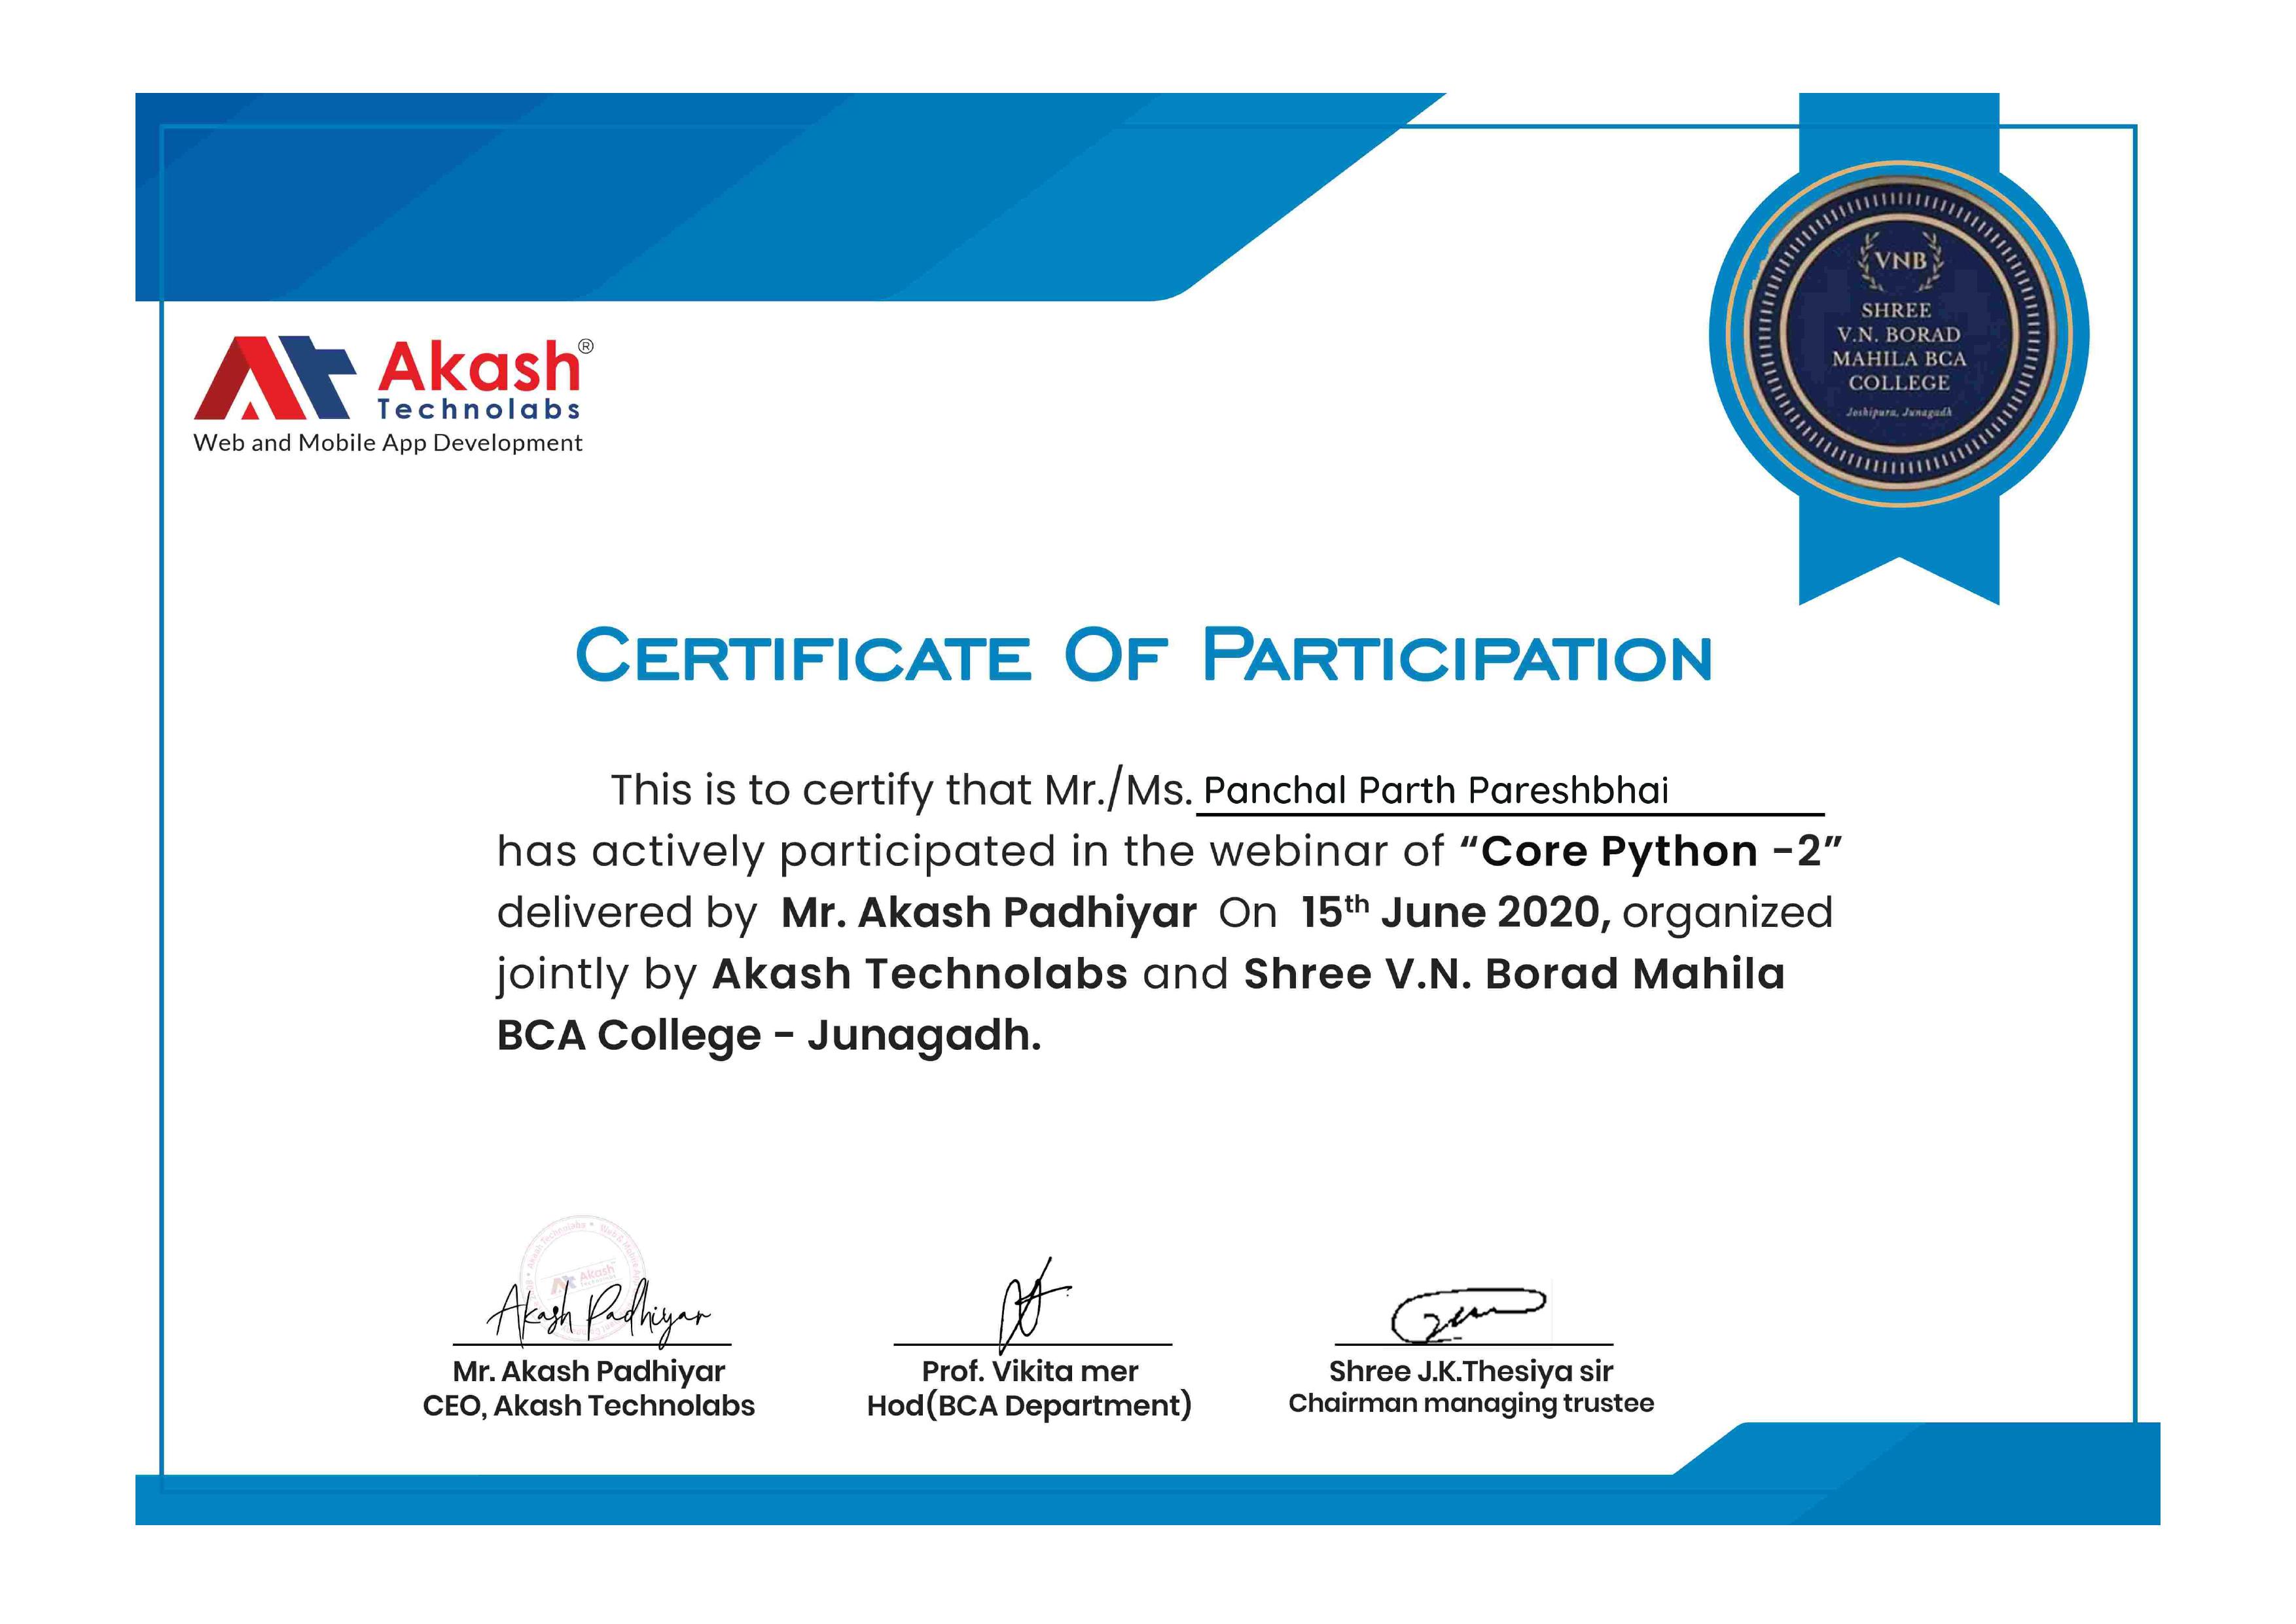 Akash®
Technolabs
Web and Mobile App Development
VNB
SHREE
V.N. BORAD
MAHILA BCA
COLLEGE
Joshipura, Junagadh
CERTIFICATE OF PARTICIPATION
This is to certify that Mr./Ms. Panchal Parth Pareshbhai
has actively participated in the webinar of “Core Python -2”
delivered by Mr. Akash Padhiyar On 15th June 2020, organized
jointly by Akash Technolabs and Shree V.N. Borad Mahila
BCA College - Junagadh.
Akash Padhiyar
Mr. Akash Padhiyar
CEO, Akash Technolabs
Prof. Vikita mer
Hod(BCA Department)
Shree J.K.Thesiya sir
Chairman managing trustee